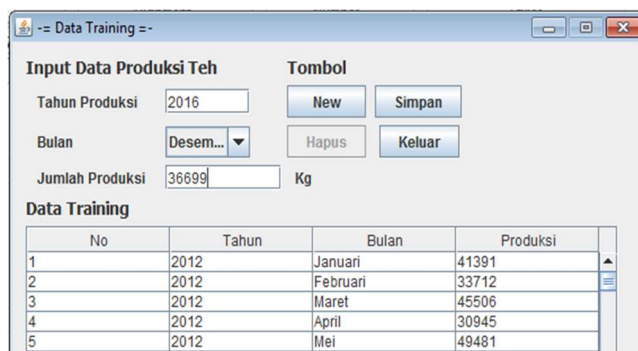 -= Data Training =-
Input Data Produksi Teh
Tombol
Tahun Produksi 2016 New Simpan
Bulan Desem... Hapus Keluar
Jumlah Produksi 36699 Kg
Data Training
No Tahun Bulan Produksi
1 2012 Januari 41391
2 2012 Februari 33712
3 2012 Maret 45506
4 2012 April 30945
5 2012 Mei 49481